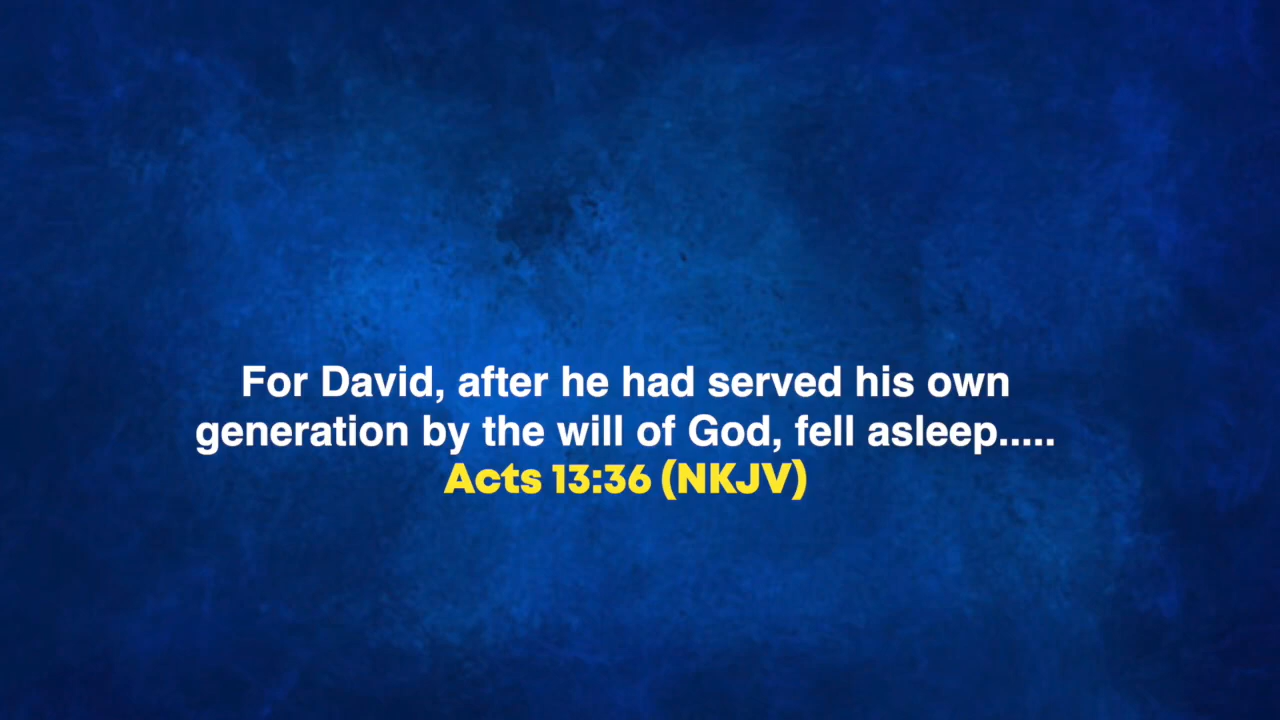 For David, after he had served his own
generation by the will of God, fell asleep.....
Acts 13:36 (NKJV)